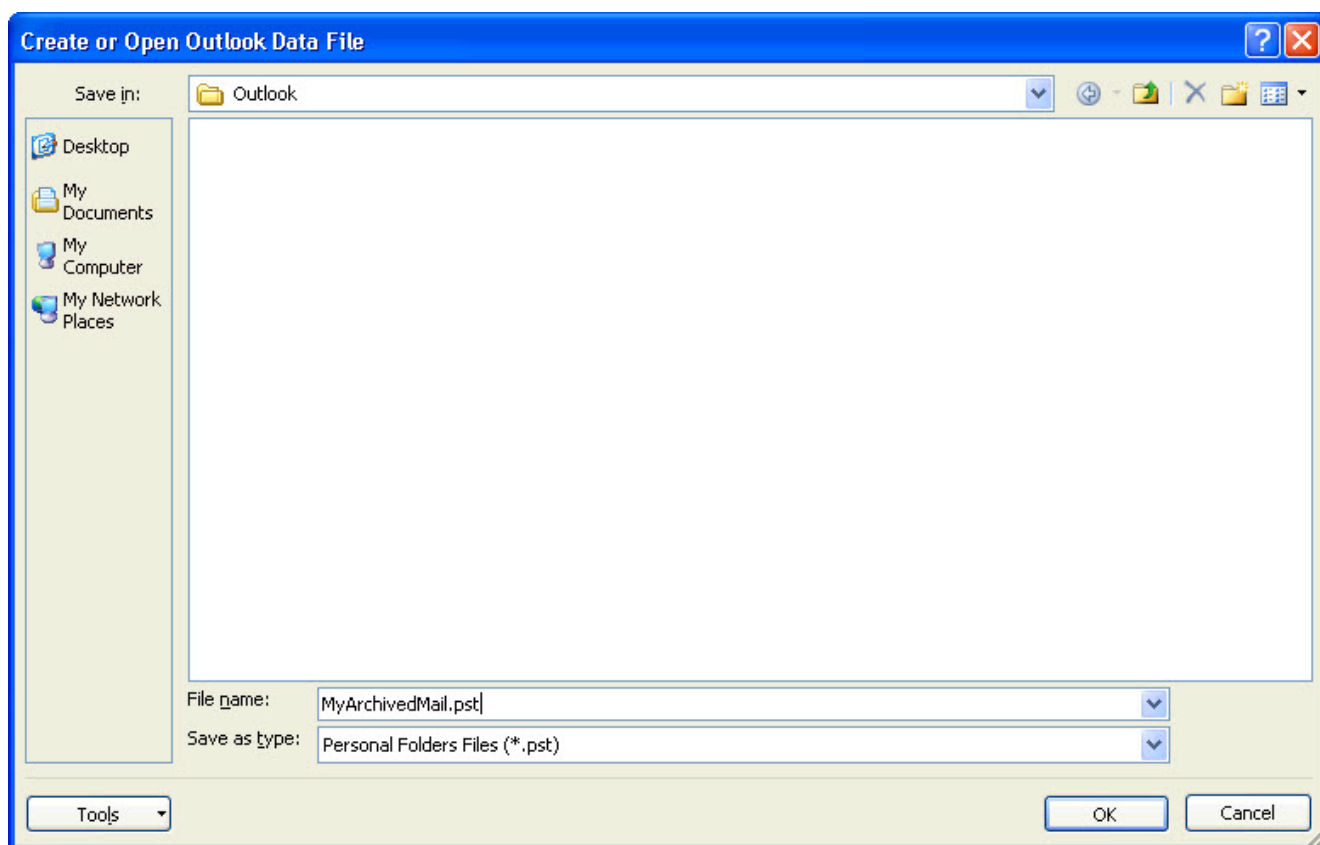 Create or Open Outlook Data File
Save in:
Outlook
Desktop
My
Documents
My
Computer
My Network
Places
File name:
MyArchivedMail.pst
Save as type:
Personal Folders Files (*.pst)
Tools
OK
Cancel